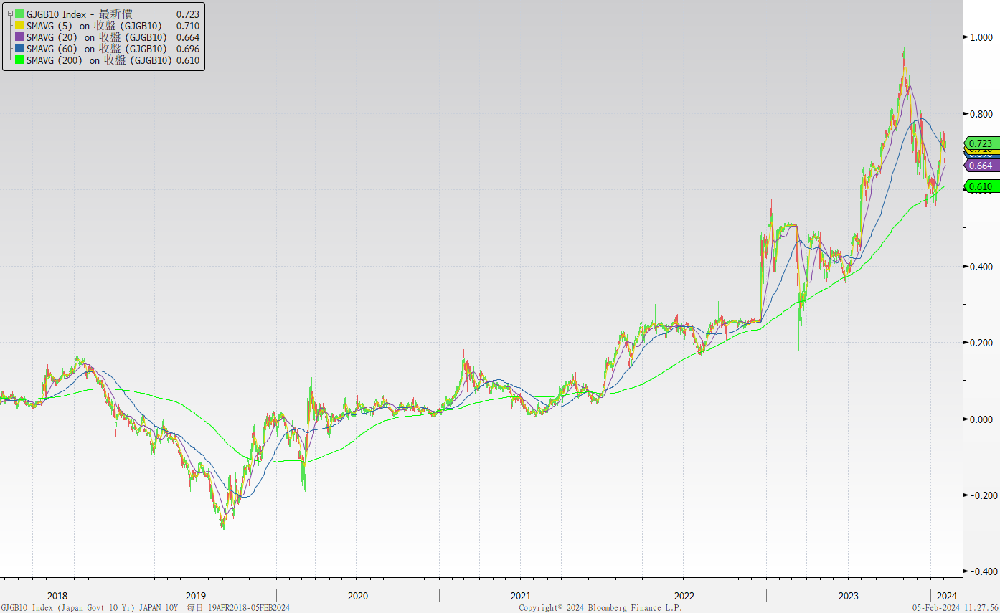 GJGB10 Index - 最新價 0.723
SMAVG (5) on 收盤 (GJGB10) 0.710
SMAVG (20) on 收盤 (GJGB10) 0.664
SMAVG (60) on 收盤 (GJGB10) 0.696
SMAVG (200) on 收盤 (GJGB10) 0.610
1.000
0.800
0.723
0.710
0.696
0.664
0.610
0.400
0.200
0.000
-0.200
-0.400
2018 2019 2020 2021 2022 2023 2024
GJGB10 Index (Japan Govt 10 Yr) JAPAN 10Y 每日 19APR2018-05FEB2024 Copyright© 2024 Bloomberg Finance L.P. 05-Feb-2024 11:27:56